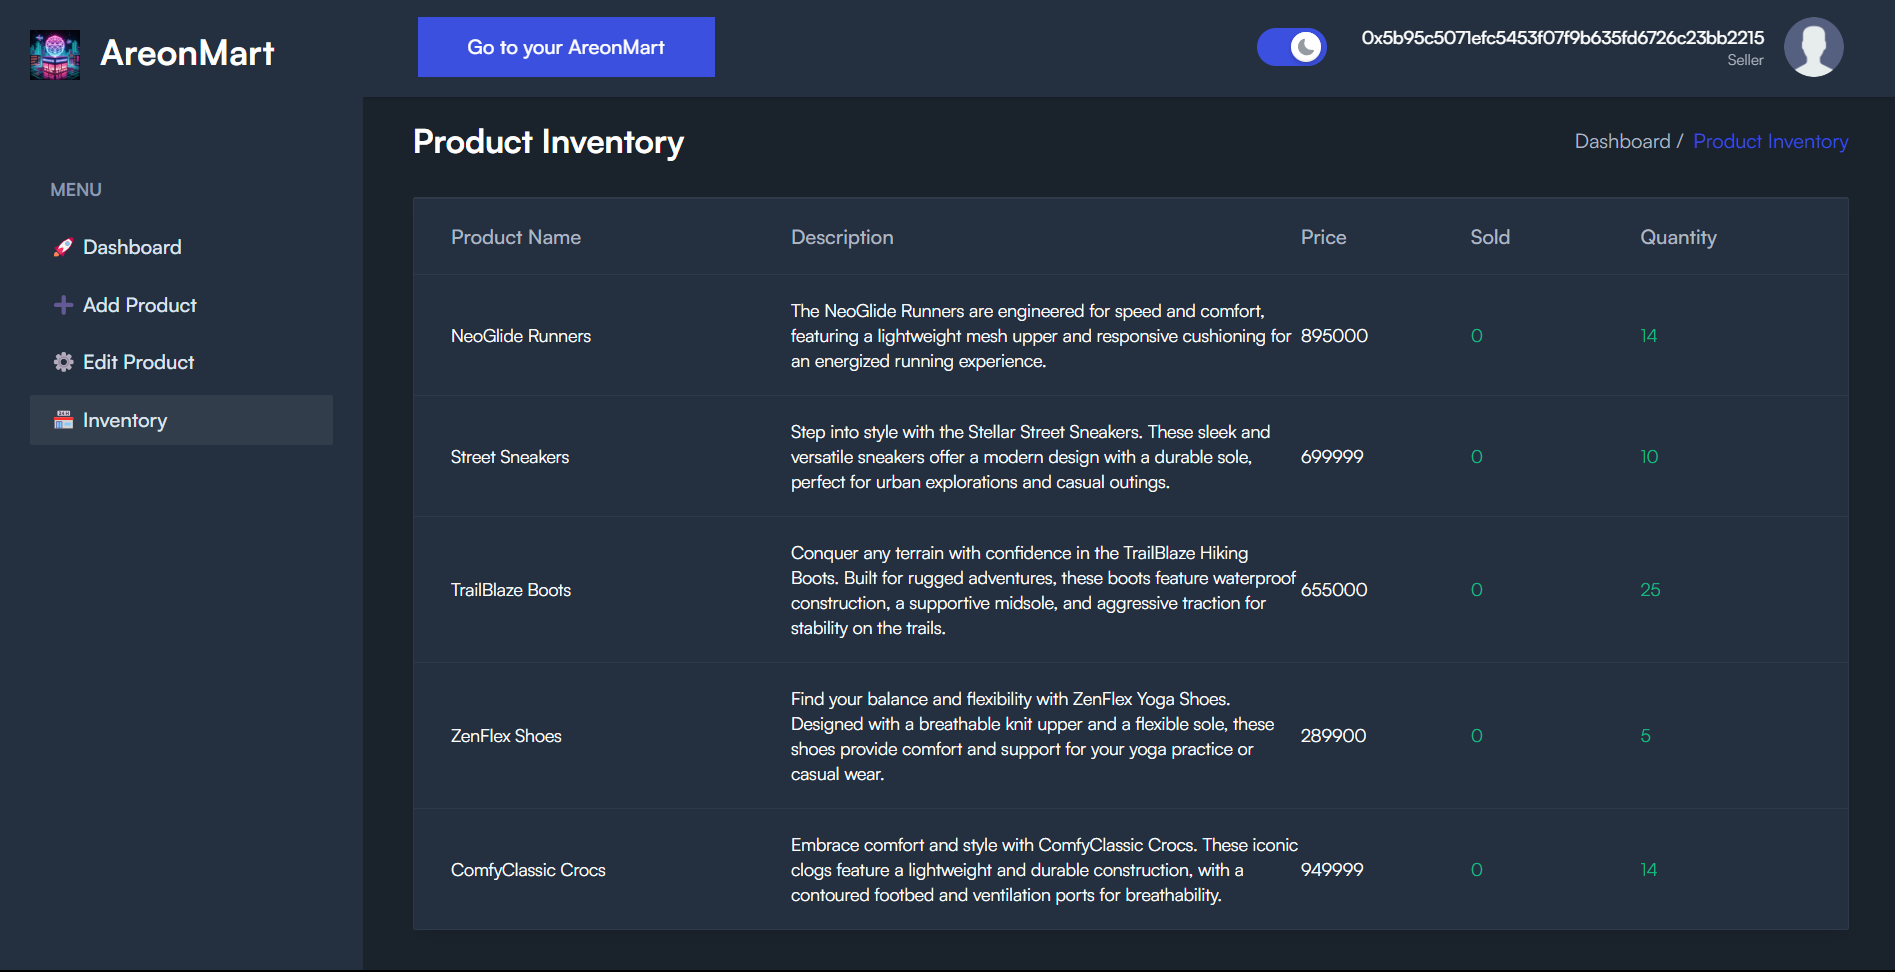 AreonMart
Go to your AreonMart
0x5b95c5071efc5453f07f9b635fd6726c23bb2215
Seller
MENU
Dashboard
Add Product
Edit Product
Inventory
Product Inventory
Dashboard / Product Inventory
Product Name Description Price Sold Quantity
NeoGlide Runners
The NeoGlide Runners are engineered for speed and comfort,
featuring a lightweight mesh upper and responsive cushioning for
an energized running experience.
895000 0 14
Street Sneakers
Step into style with the Stellar Street Sneakers. These sleek and
versatile sneakers offer a modern design with a durable sole,
perfect for urban explorations and casual outings.
699999 0 10
TrailBlaze Boots
Conquer any terrain with confidence in the TrailBlaze Hiking
Boots. Built for rugged adventures, these boots feature waterproof
construction, a supportive midsole, and aggressive traction for
stability on the trails.
655000 0 25
ZenFlex Shoes
Find your balance and flexibility with ZenFlex Yoga Shoes.
Designed with a breathable knit upper and a flexible sole, these
shoes provide comfort and support for your yoga practice or
casual wear.
289900 0 5
ComfyClassic Crocs
Embrace comfort and style with ComfyClassic Crocs. These iconic
clogs feature a lightweight and durable construction, with a
contoured footbed and ventilation ports for breathability.
949999 0 14